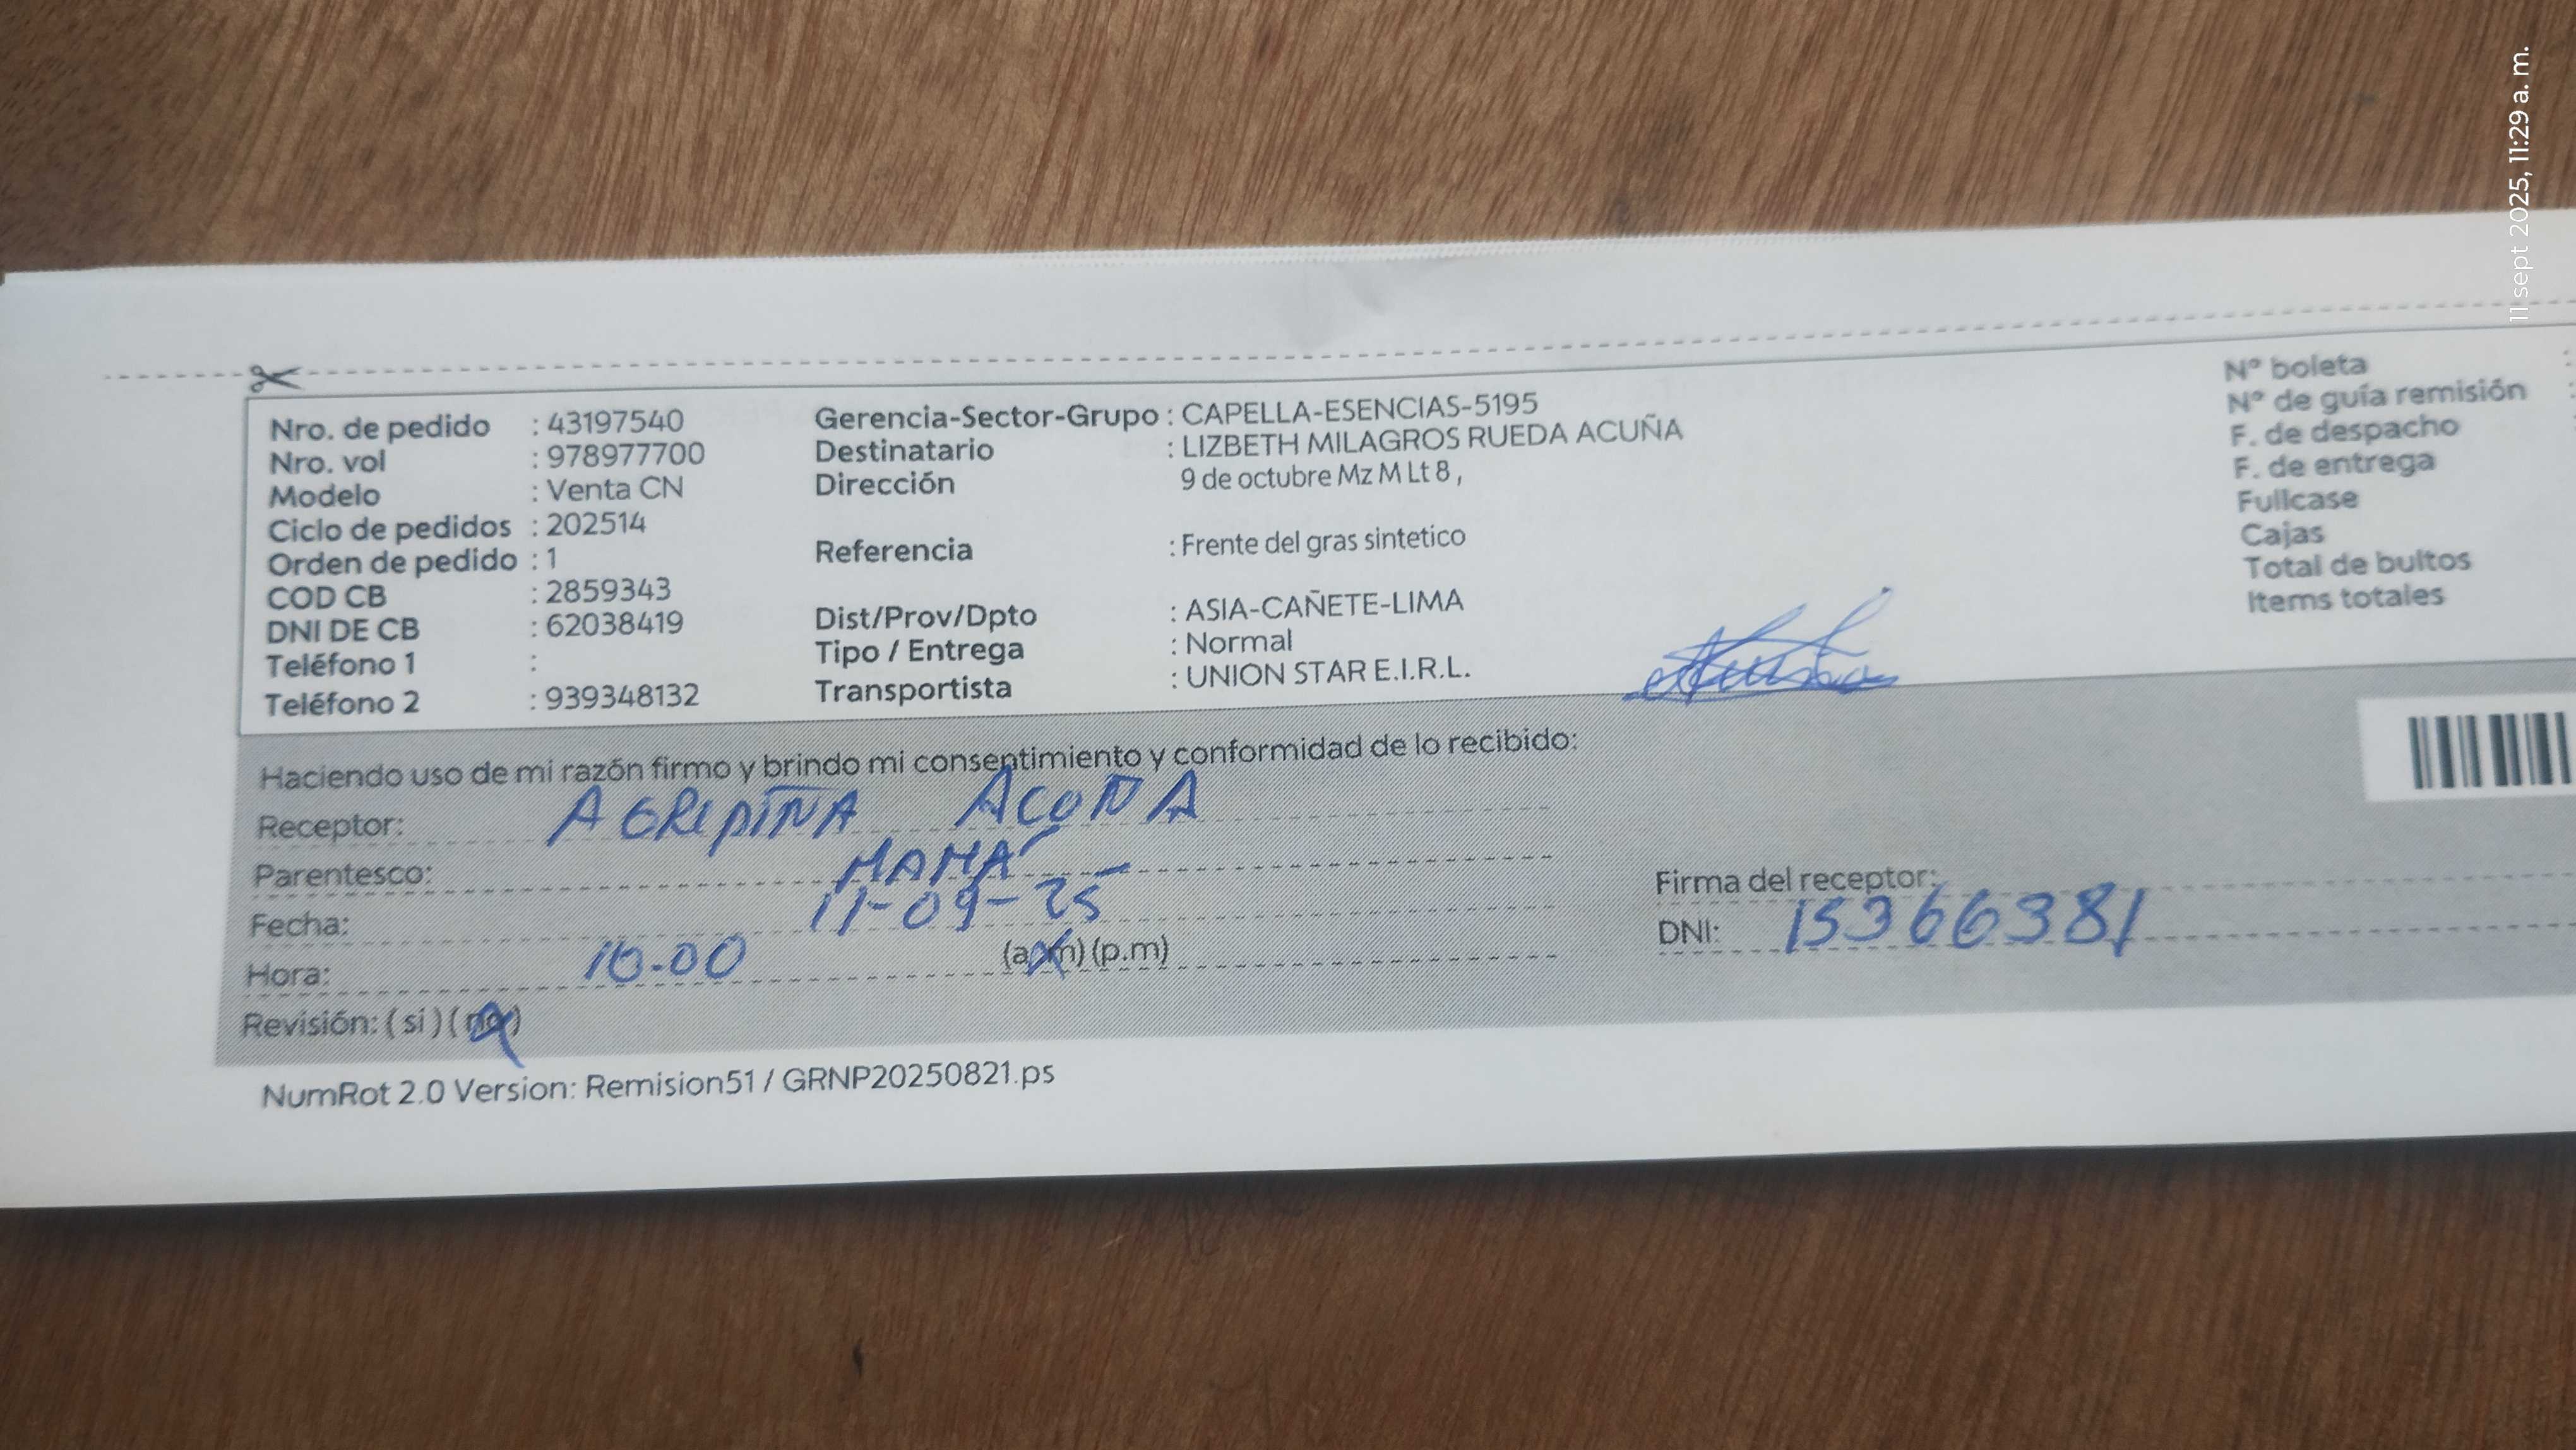 11 sept 2025, 11:29 a. m.
Nro. de pedido : 43197540
Nro. vol : 978977700
Modelo : Venta CN
Ciclo de pedidos : 202514
Orden de pedido : 1
COD CB : 2859343
DNI DE CB : 62038419
Teléfono 1 :
Teléfono 2 : 939348132
Gerencia-Sector-Grupo : CAPELLA-ESENCIAS-5195
Destinatario : LIZBETH MILAGROS RUEDA ACUÑA
Dirección 9 de octubre Mz M Lt 8 ,
Referencia : Frente del gras sintetico
Dist/Prov/Dpto : ASIA-CAÑETE-LIMA
Tipo / Entrega : Normal
Transportista : UNION STAR E.I.R.L.
N° boleta :
N° de guía remisión :
F. de despacho
F. de entrega
Fullcase
Cajas
Total de bultos
Items totales
Haciendo uso de mi razón firmo y brindo mi consentimiento y conformidad de lo recibido:
Receptor: AGRIPINA ACUÑA
Parentesco: MAMÁ
Fecha: 11-09-25
Hora: 10.00 (a.m) (p.m)
Revisión: ( si ) ( no )
Firma del receptor:
DNI: 15366381
NumRot 2.0 Version: Remision51 / GRNP20250821.ps